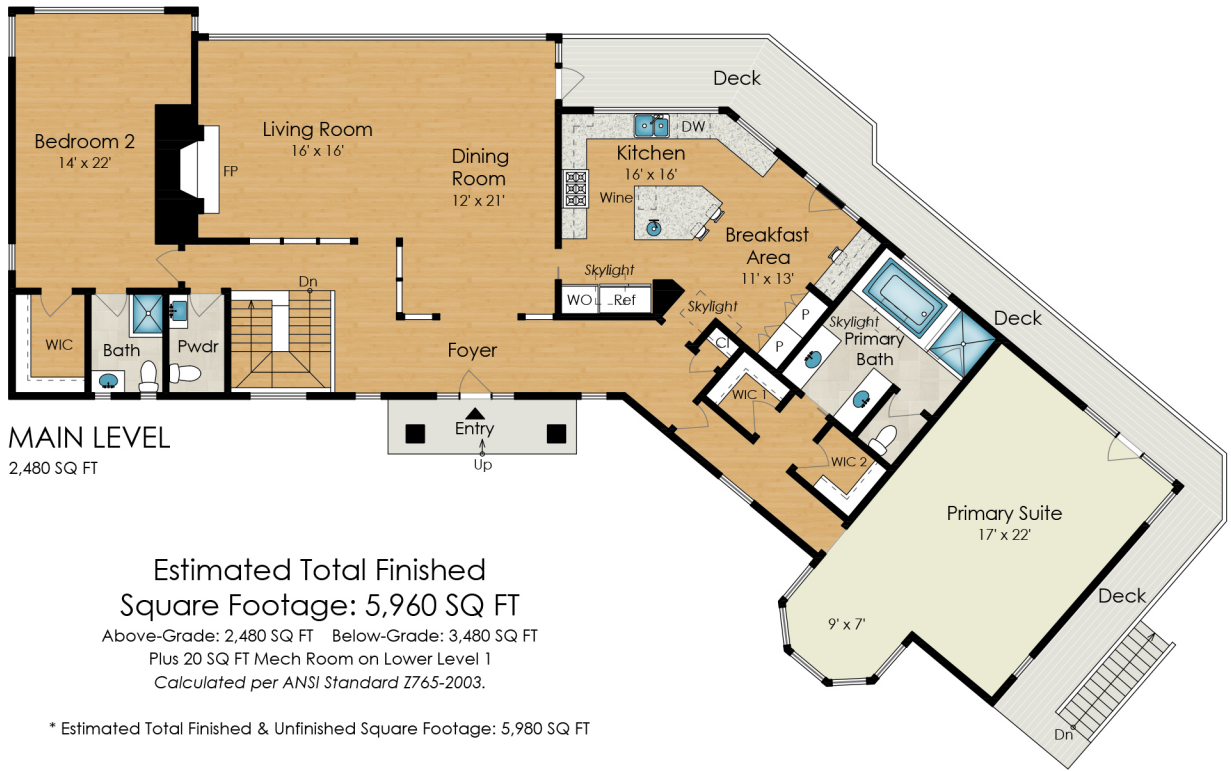 Deck
Bedroom 2
14' x 22'
Living Room
16' x 16'
FP
Dining
Room
12' x 21'
DW
Kitchen
16' x 16'
Wine
Breakfast
Area
11' x 13'
Skylight
WO
Ref
Skylight
Dn
WIC
Bath
Pwdr
Foyer
Cl
P
P
Skylight
Primary
Bath
Deck
WIC 1
WIC 2
Entry
Up
Primary Suite
17' x 22'
9' x 7'
Deck
Dn
MAIN LEVEL
2,480 SQ FT
Estimated Total Finished
Square Footage: 5,960 SQ FT
Above-Grade: 2,480 SQ FT Below-Grade: 3,480 SQ FT
Plus 20 SQ FT Mech Room on Lower Level 1
Calculated per ANSI Standard Z765-2003.
* Estimated Total Finished & Unfinished Square Footage: 5,980 SQ FT